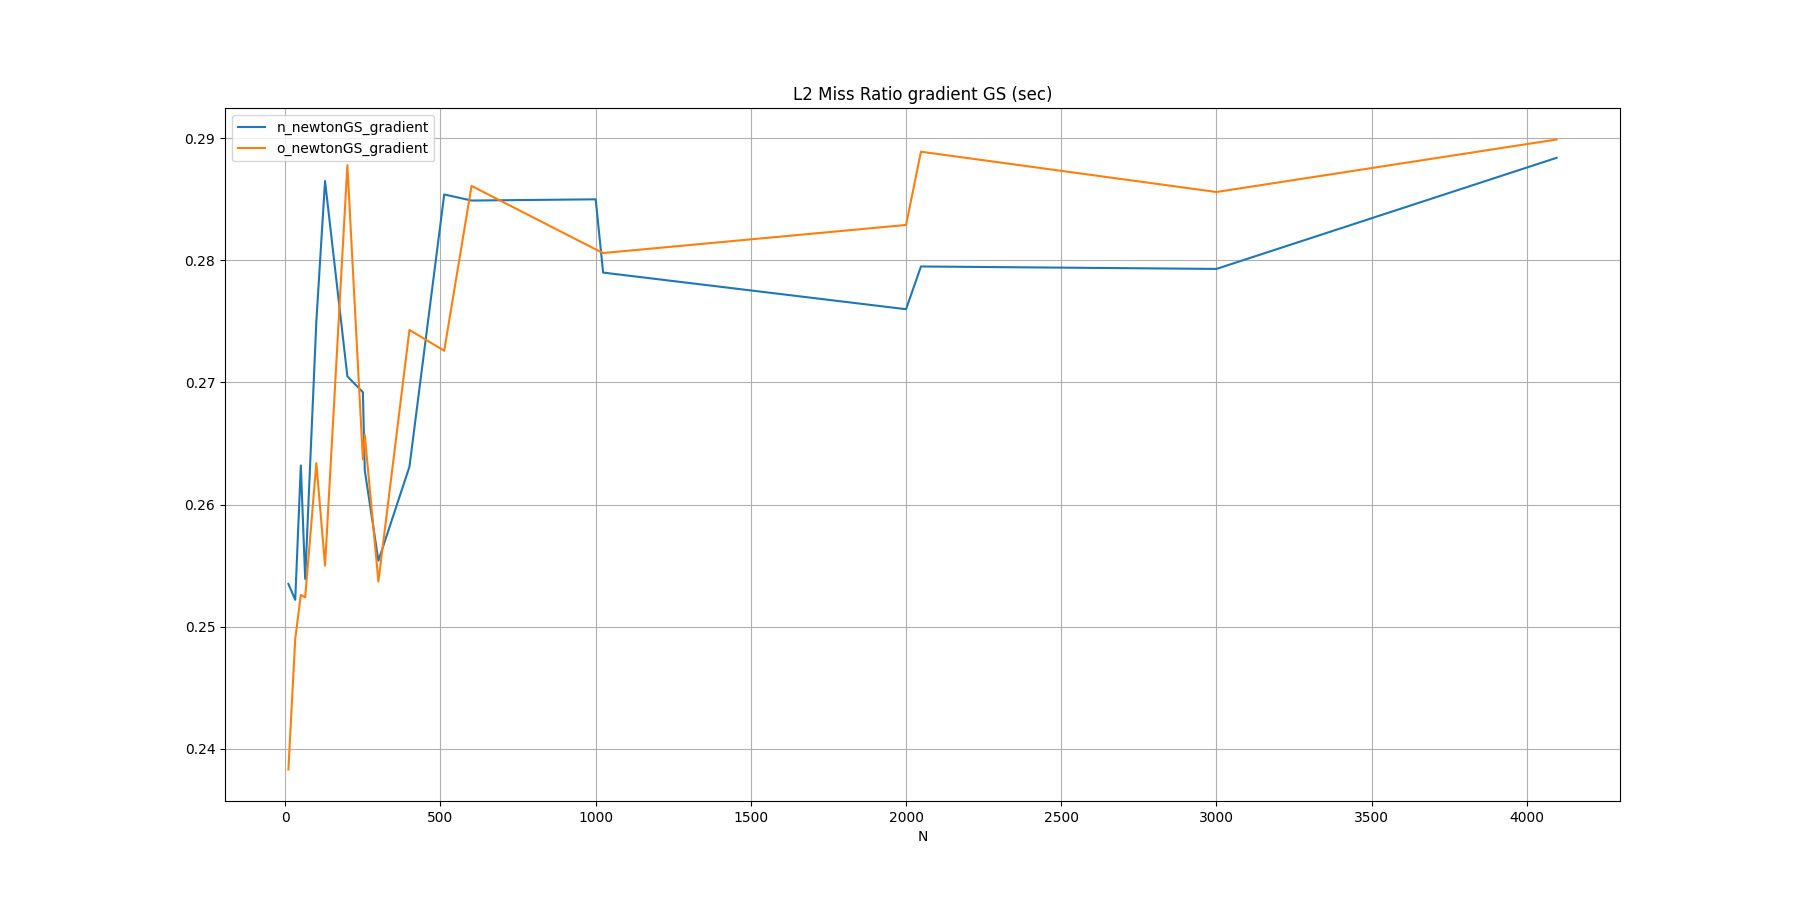 L2 Miss Ratio gradient GS (sec)
n_newtonGS_gradient
o_newtonGS_gradient
0.29
0.28
0.27
0.26
0.25
0.24
0 500 1000 1500 2000 2500 3000 3500 4000
N